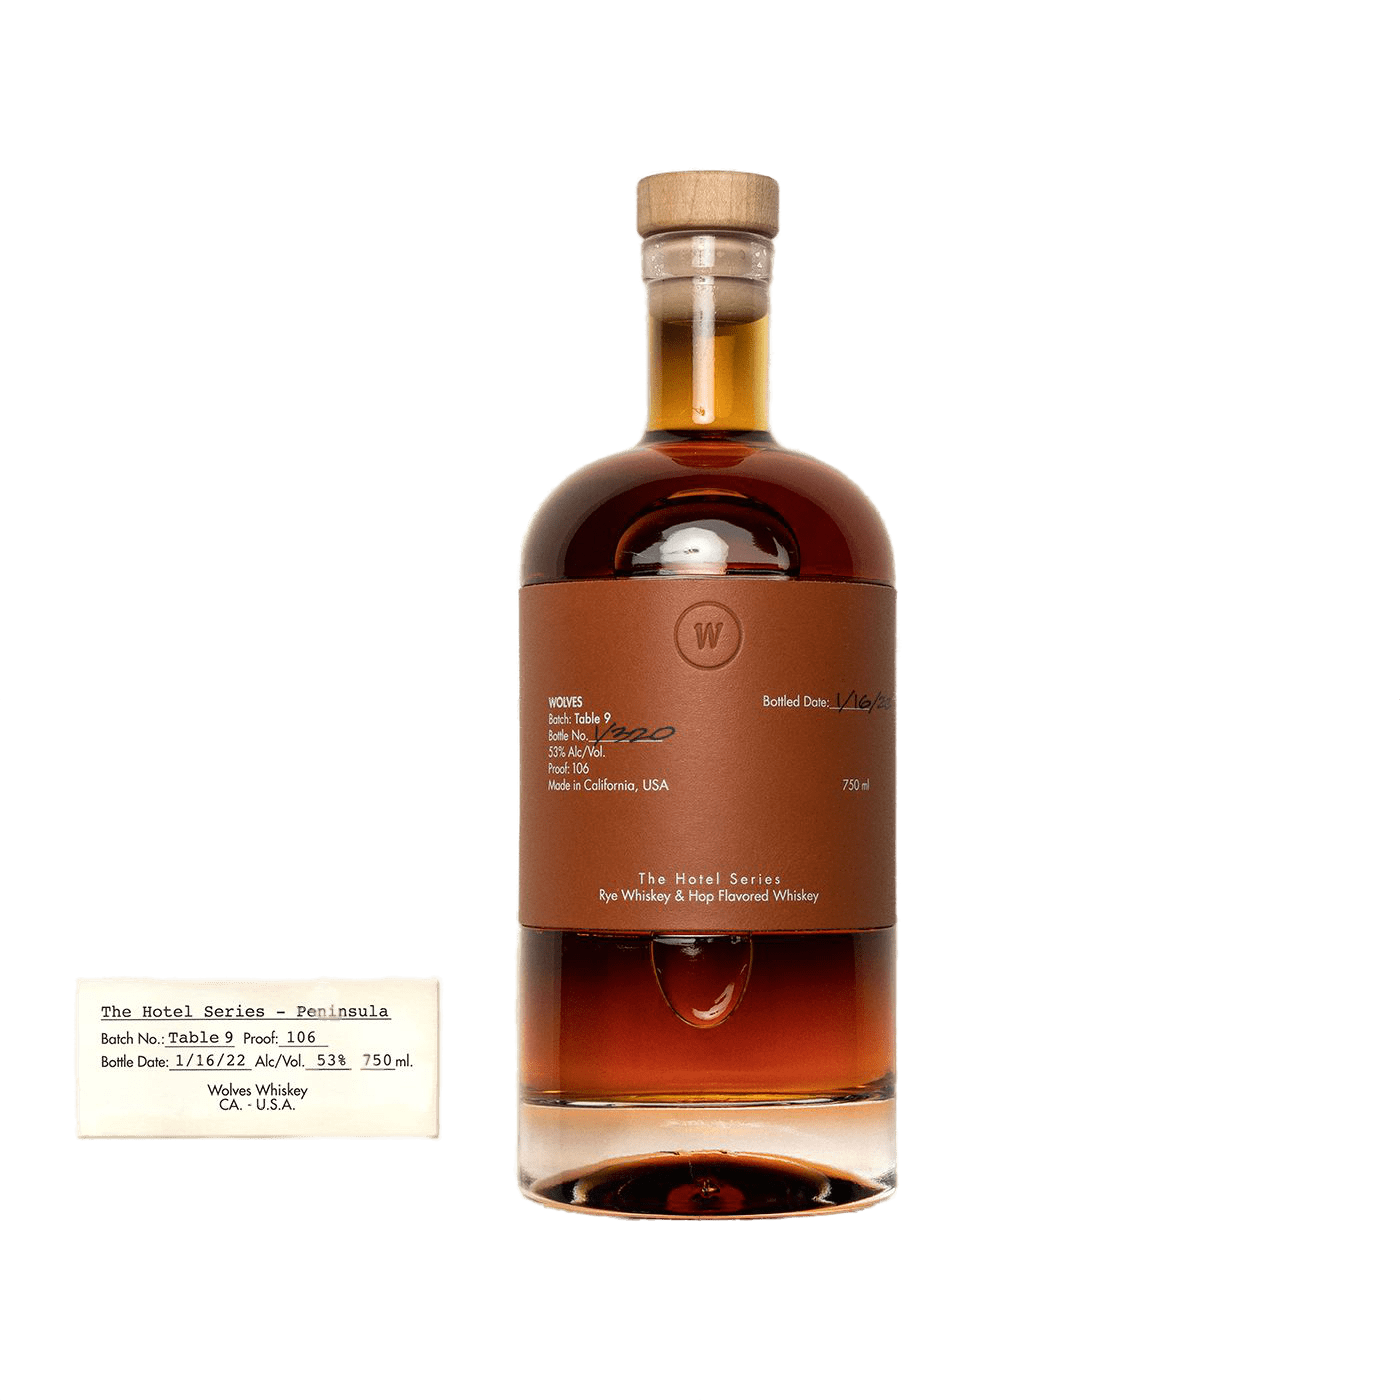 W
WOLVES
Batch: Table 9
Bottle No. 1/320
53% Alc/Vol.
Proof: 106
Made in California, USA
Bottled Date: 1/16/22
750 ml
The Hotel Series
Rye Whiskey & Hop Flavored Whiskey
The Hotel Series - Peninsula
Batch No.: Table 9 Proof: 106
Bottle Date: 1/16/22 Alc/Vol. 53% 750 ml.
Wolves Whiskey
CA. - U.S.A.